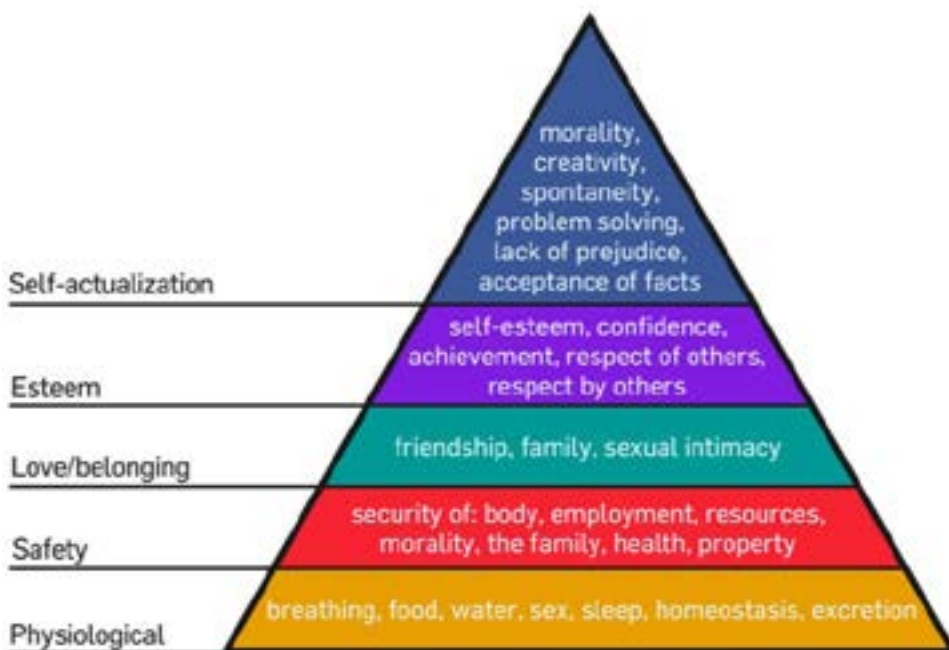 morality,
creativity,
spontaneity,
problem solving,
lack of prejudice,
acceptance of facts
Self-actualization
self-esteem, confidence,
achievement, respect of others,
respect by others
Esteem
friendship, family, sexual intimacy
Love/belonging
security of: body, employment, resources,
morality, the family, health, property
Safety
breathing, food, water, sex, sleep, homeostasis, excretion
Physiological